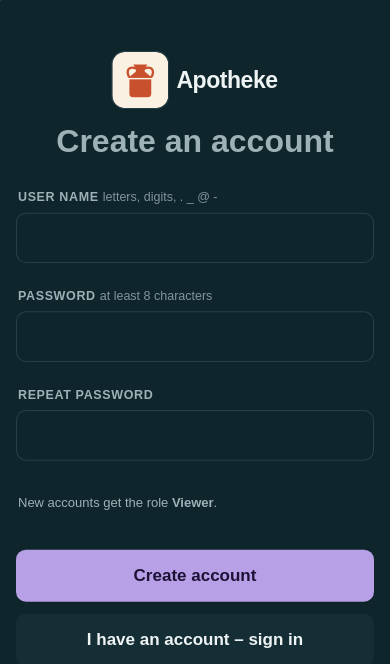 Apotheke
Create an account
USER NAME letters, digits, . _ @ -
PASSWORD at least 8 characters
REPEAT PASSWORD
New accounts get the role Viewer.
Create account
I have an account – sign in